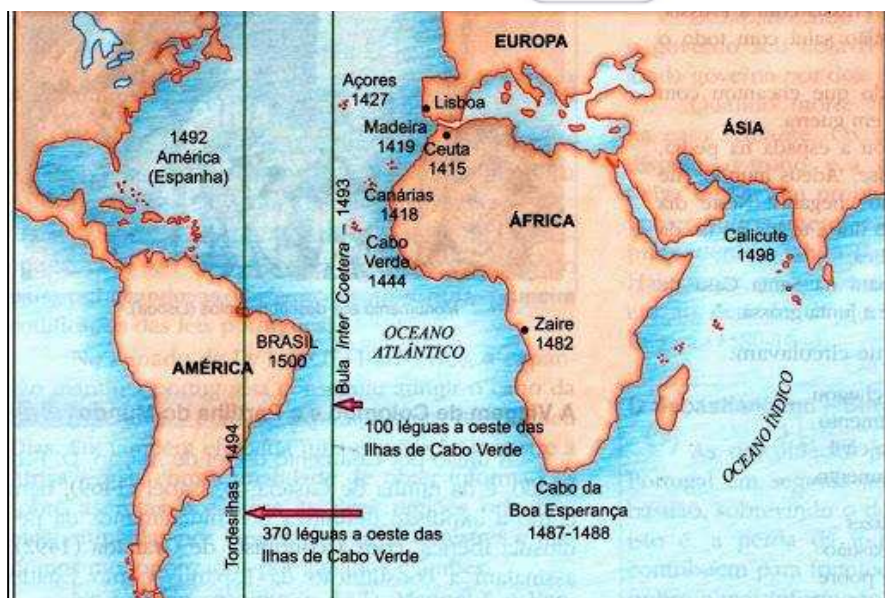 EUROPA
Açores
1427
Lisboa
ÁSIA
1492
América
(Espanha)
Madeira
1419
Ceuta
1415
Bula Inter Coetera – 1493
Canárias
1418
ÁFRICA
Calicute
1498
Cabo
Verde
1444
OCEANO
ATLÂNTICO
Zaire
1482
BRASIL
1500
AMÉRICA
OCEANO ÍNDICO
100 léguas a oeste das
Ilhas de Cabo Verde
Tordesilhas – 1494
Cabo da
Boa Esperança
1487-1488
370 léguas a oeste das
Ilhas de Cabo Verde